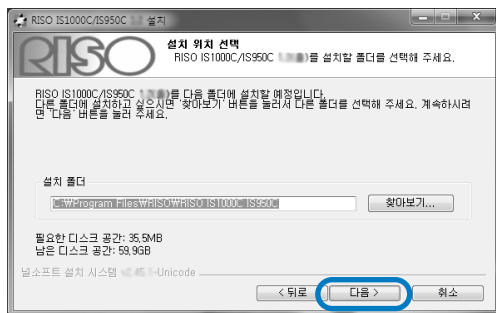 RISO IS1000C/IS950C 설치
RISO
설치 위치 선택
RISO IS1000C/IS950C )를 설치할 폴더를 선택해 주세요.
RISO IS1000C/IS950C )를 다음 폴더에 설치할 예정입니다.
다른 폴더에 설치하고 싶으시면 '찾아보기' 버튼을 눌러서 다른 폴더를 선택해 주세요. 계속하시려
면 '다음' 버튼을 눌러 주세요.
설치 폴더
C:₩Program Files₩RISO₩RISO IS1000C_IS950C
찾아보기...
필요한 디스크 공간: 35,5MB
남은 디스크 공간: 59,9GB
널소프트 설치 시스템 -Unicode
< 뒤로
다음 >
취소